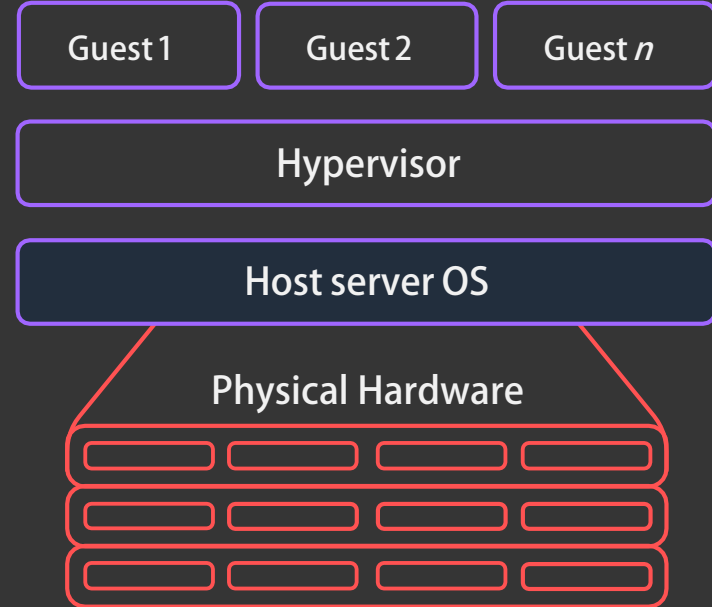 Guest 1
Guest 2
Guest n
Hypervisor
Host server OS
Physical Hardware